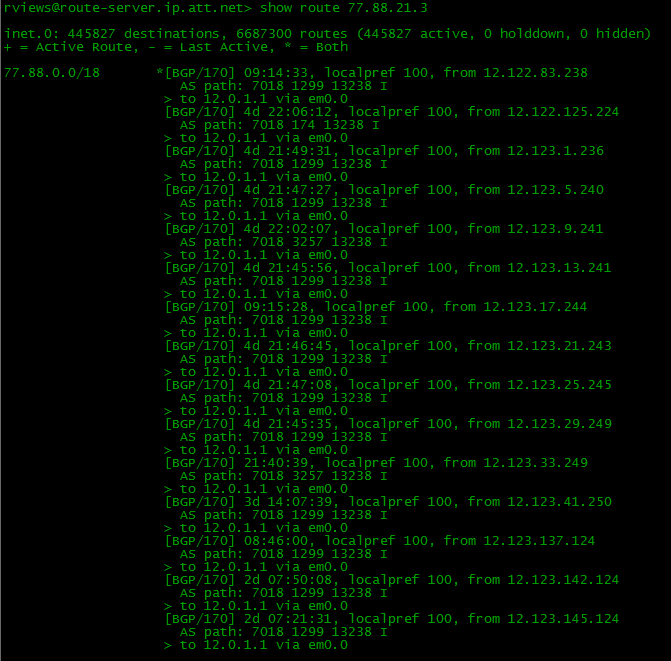 rviews@route-server.ip.att.net> show route 77.88.21.3
inet.0: 445827 destinations, 6687300 routes (445827 active, 0 holddown, 0 hidden)
+ = Active Route, - = Last Active, * = Both
77.88.0.0/18 *[BGP/170] 09:14:33, localpref 100, from 12.122.83.238
AS path: 7018 1299 13238 I
> to 12.0.1.1 via em0.0
[BGP/170] 4d 22:06:12, localpref 100, from 12.122.125.224
AS path: 7018 174 13238 I
> to 12.0.1.1 via em0.0
[BGP/170] 4d 21:49:31, localpref 100, from 12.123.1.236
AS path: 7018 1299 13238 I
> to 12.0.1.1 via em0.0
[BGP/170] 4d 21:47:27, localpref 100, from 12.123.5.240
AS path: 7018 1299 13238 I
> to 12.0.1.1 via em0.0
[BGP/170] 4d 22:02:07, localpref 100, from 12.123.9.241
AS path: 7018 3257 13238 I
> to 12.0.1.1 via em0.0
[BGP/170] 4d 21:45:56, localpref 100, from 12.123.13.241
AS path: 7018 1299 13238 I
> to 12.0.1.1 via em0.0
[BGP/170] 09:15:28, localpref 100, from 12.123.17.244
AS path: 7018 1299 13238 I
> to 12.0.1.1 via em0.0
[BGP/170] 4d 21:46:45, localpref 100, from 12.123.21.243
AS path: 7018 1299 13238 I
> to 12.0.1.1 via em0.0
[BGP/170] 4d 21:47:08, localpref 100, from 12.123.25.245
AS path: 7018 1299 13238 I
> to 12.0.1.1 via em0.0
[BGP/170] 4d 21:45:35, localpref 100, from 12.123.29.249
AS path: 7018 1299 13238 I
> to 12.0.1.1 via em0.0
[BGP/170] 21:40:39, localpref 100, from 12.123.33.249
AS path: 7018 3257 13238 I
> to 12.0.1.1 via em0.0
[BGP/170] 3d 14:07:39, localpref 100, from 12.123.41.250
AS path: 7018 1299 13238 I
> to 12.0.1.1 via em0.0
[BGP/170] 08:46:00, localpref 100, from 12.123.137.124
AS path: 7018 1299 13238 I
> to 12.0.1.1 via em0.0
[BGP/170] 2d 07:50:08, localpref 100, from 12.123.142.124
AS path: 7018 1299 13238 I
> to 12.0.1.1 via em0.0
[BGP/170] 2d 07:21:31, localpref 100, from 12.123.145.124
AS path: 7018 1299 13238 I
> to 12.0.1.1 via em0.0